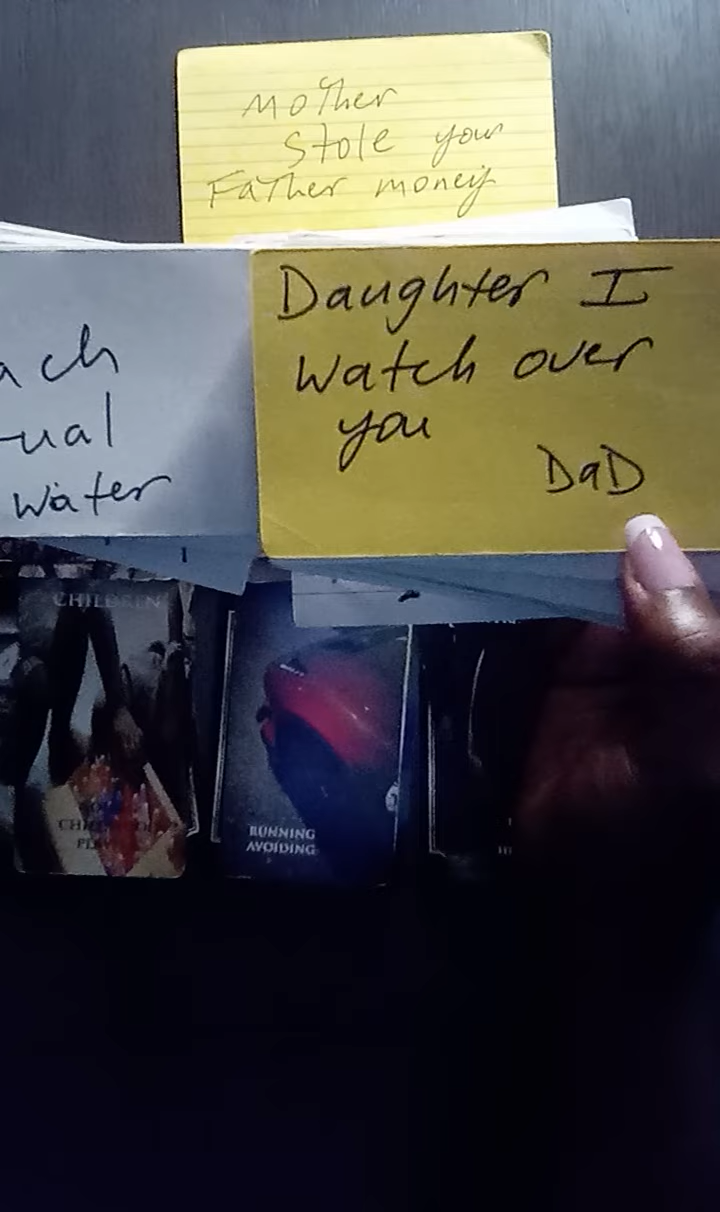 Mother
Stole your
Father money
Daughter I
Watch over
you
DaD
ach
ual
Water
CHILDREN
RUNNING
AVOIDING